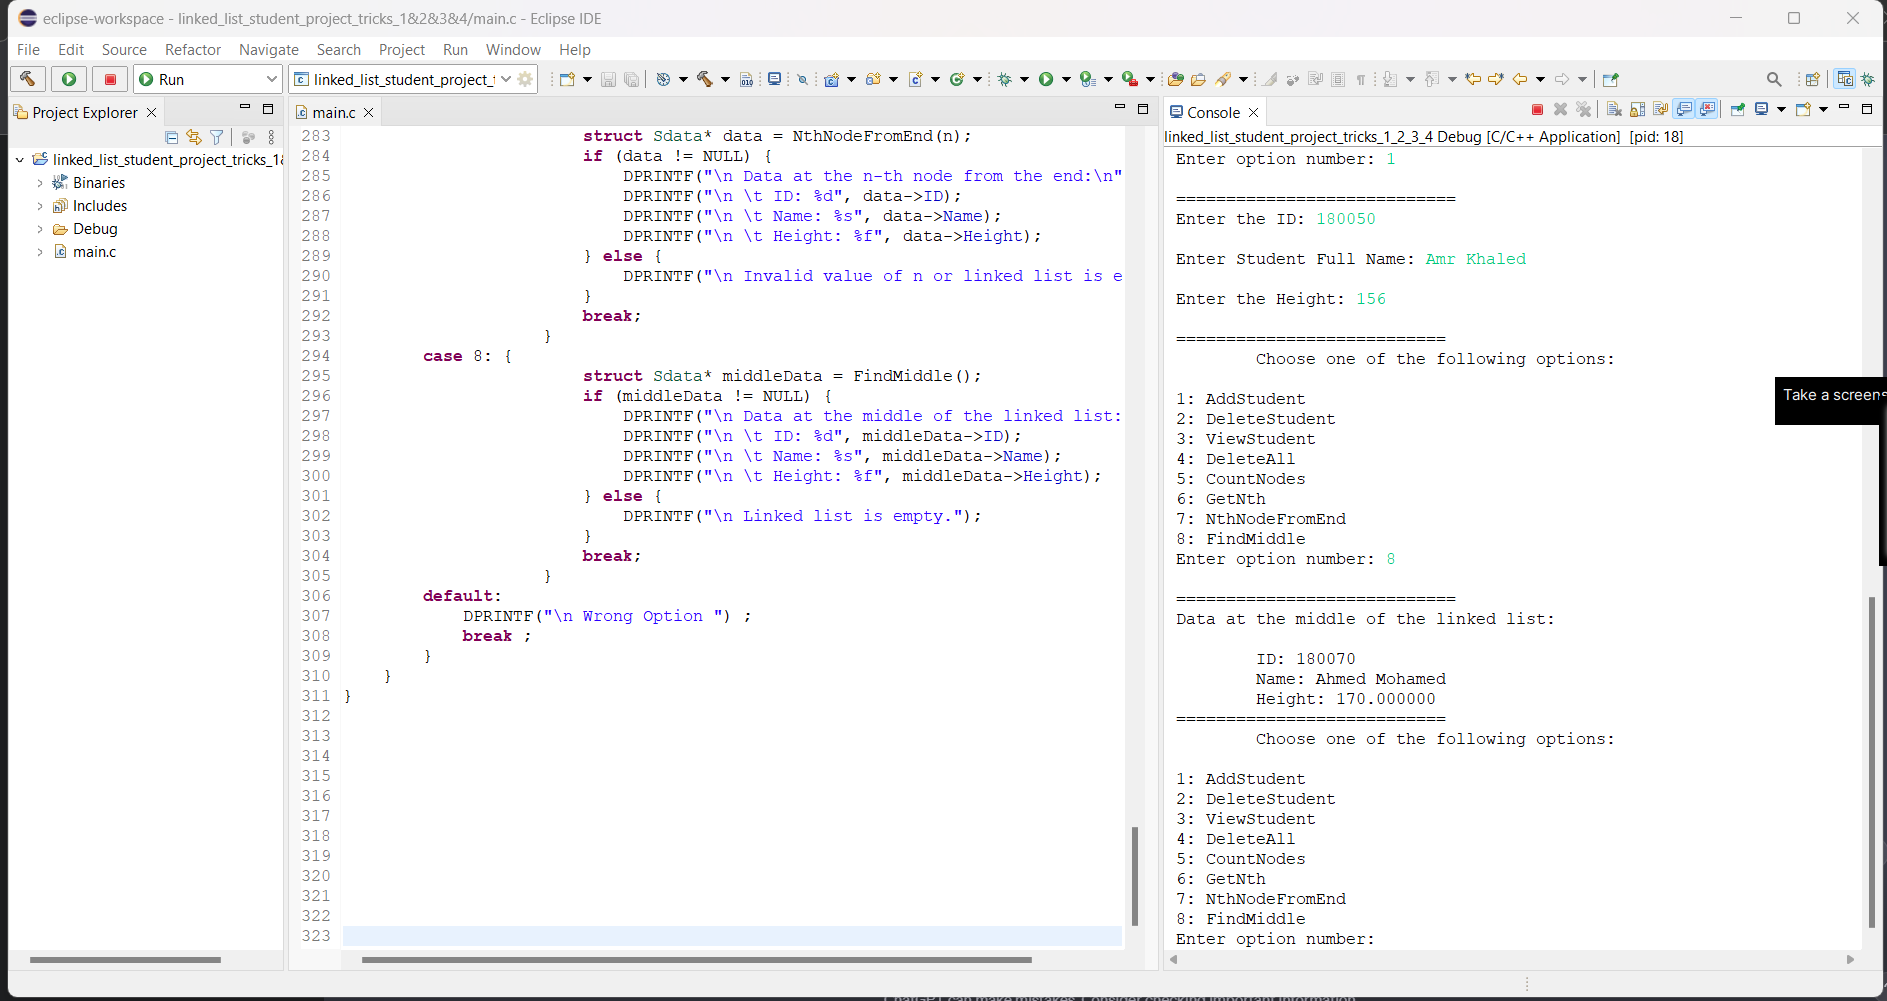 eclipse-workspace - linked_list_student_project_tricks_1&2&3&4/main.c - Eclipse IDE
File Edit Source Refactor Navigate Search Project Run Window Help
Run
linked_list_student_project_t
Project Explorer
linked_list_student_project_tricks_1&
Binaries
Includes
Debug
main.c
main.c
283 struct Sdata* data = NthNodeFromEnd(n);
284 if (data != NULL) {
285 DPRINTF("\n Data at the n-th node from the end:\n"
286 DPRINTF("\n \t ID: %d", data->ID);
287 DPRINTF("\n \t Name: %s", data->Name);
288 DPRINTF("\n \t Height: %f", data->Height);
289 } else {
290 DPRINTF("\n Invalid value of n or linked list is e
291 }
292 break;
293 }
294 case 8: {
295 struct Sdata* middleData = FindMiddle();
296 if (middleData != NULL) {
297 DPRINTF("\n Data at the middle of the linked list:
298 DPRINTF("\n \t ID: %d", middleData->ID);
299 DPRINTF("\n \t Name: %s", middleData->Name);
300 DPRINTF("\n \t Height: %f", middleData->Height);
301 } else {
302 DPRINTF("\n Linked list is empty.");
303 }
304 break;
305 }
306 default:
307 DPRINTF("\n Wrong Option ") ;
308 break ;
309 }
310 }
311 }
312
313
314
315
316
317
318
319
320
321
322
323
Console
linked_list_student_project_tricks_1_2_3_4 Debug [C/C++ Application] [pid: 18]
Enter option number: 1
============================
Enter the ID: 180050
Enter Student Full Name: Amr Khaled
Enter the Height: 156
===========================
Choose one of the following options:
1: AddStudent
2: DeleteStudent
3: ViewStudent
4: DeleteAll
5: CountNodes
6: GetNth
7: NthNodeFromEnd
8: FindMiddle
Enter option number: 8
============================
Data at the middle of the linked list:
ID: 180070
Name: Ahmed Mohamed
Height: 170.000000
===========================
Choose one of the following options:
1: AddStudent
2: DeleteStudent
3: ViewStudent
4: DeleteAll
5: CountNodes
6: GetNth
7: NthNodeFromEnd
8: FindMiddle
Enter option number:
Take a screens
ChatGPT can make mistakes. Consider checking important information.